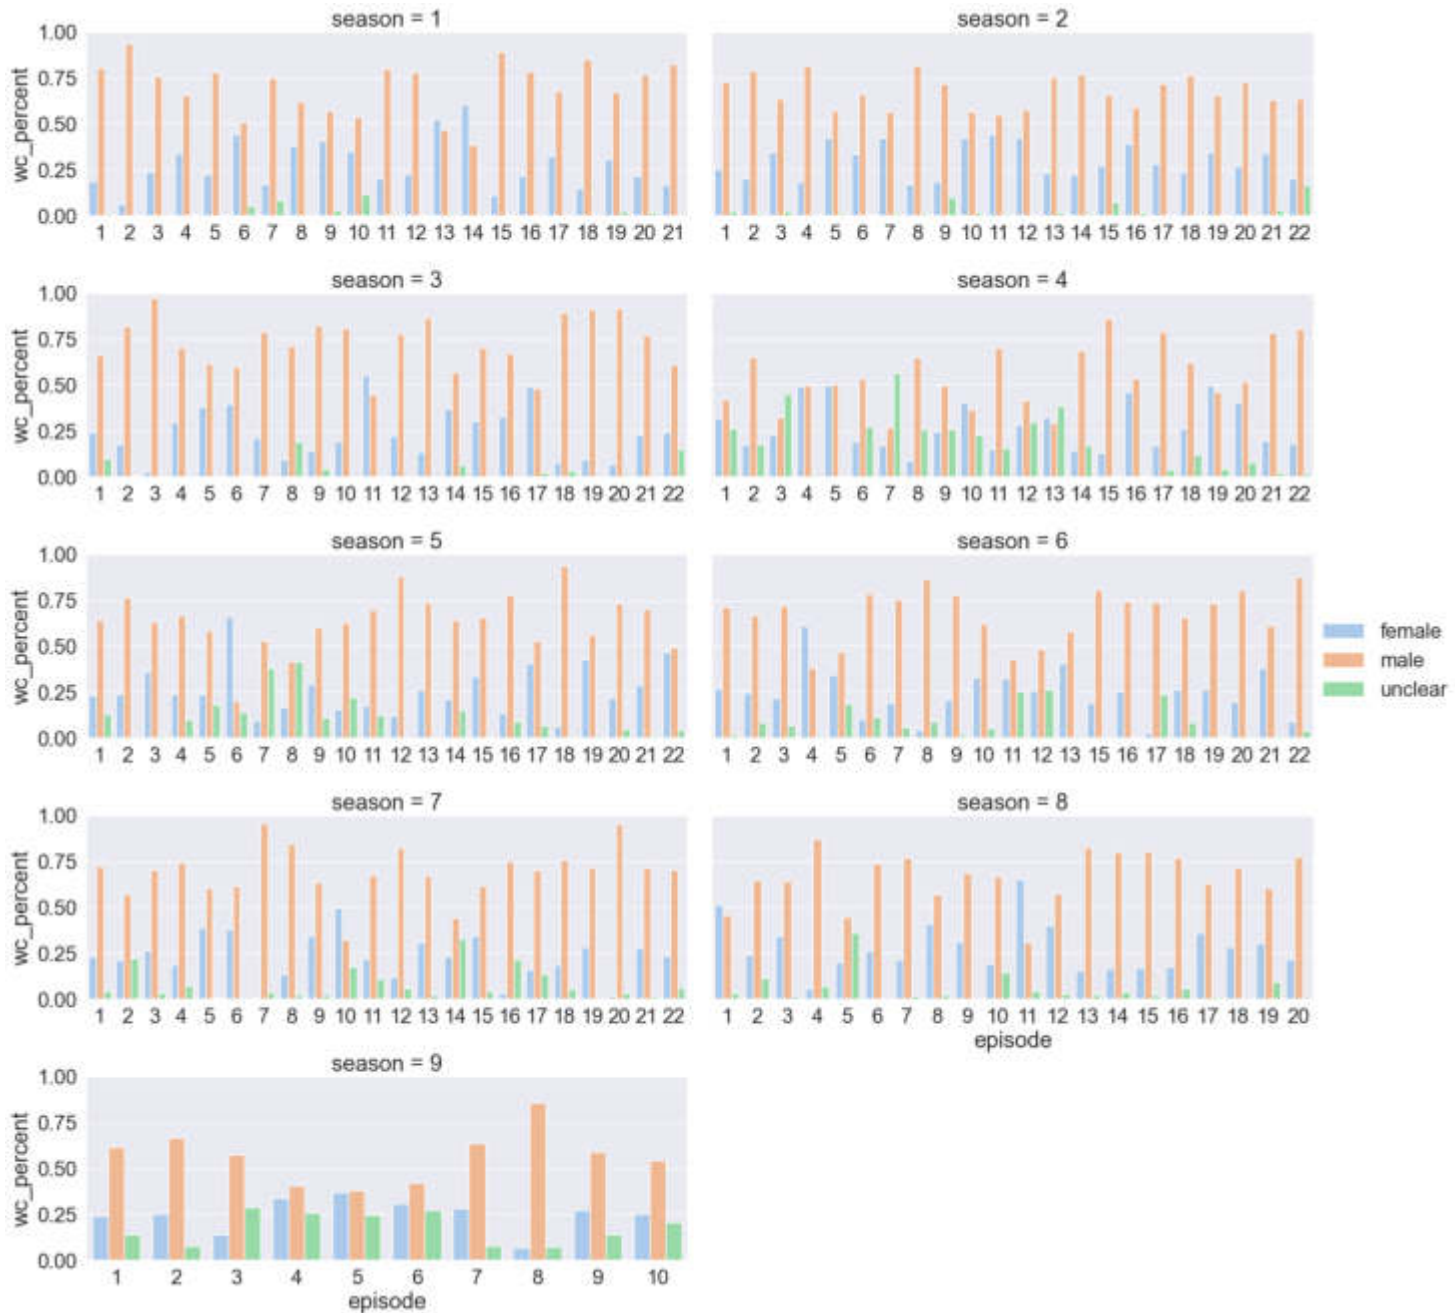 season = 1
season = 2
wc_percent
1.00
0.75
0.50
0.25
0.00
1 2 3 4 5 6 7 8 9 10 11 12 13 14 15 16 17 18 19 20 21
1 2 3 4 5 6 7 8 9 10 11 12 13 14 15 16 17 18 19 20 21 22
season = 3
season = 4
wc_percent
1.00
0.75
0.50
0.25
0.00
1 2 3 4 5 6 7 8 9 10 11 12 13 14 15 16 17 18 19 20 21 22
1 2 3 4 5 6 7 8 9 10 11 12 13 14 15 16 17 18 19 20 21 22
season = 5
season = 6
wc_percent
1.00
0.75
0.50
0.25
0.00
1 2 3 4 5 6 7 8 9 10 11 12 13 14 15 16 17 18 19 20 21 22
1 2 3 4 5 6 7 8 9 10 11 12 13 14 15 16 17 18 19 20 21 22
female
male
unclear
season = 7
season = 8
wc_percent
1.00
0.75
0.50
0.25
0.00
1 2 3 4 5 6 7 8 9 10 11 12 13 14 15 16 17 18 19 20 21 22
1 2 3 4 5 6 7 8 9 10 11 12 13 14 15 16 17 18 19 20
episode
season = 9
wc_percent
1.00
0.75
0.50
0.25
0.00
1 2 3 4 5 6 7 8 9 10
episode